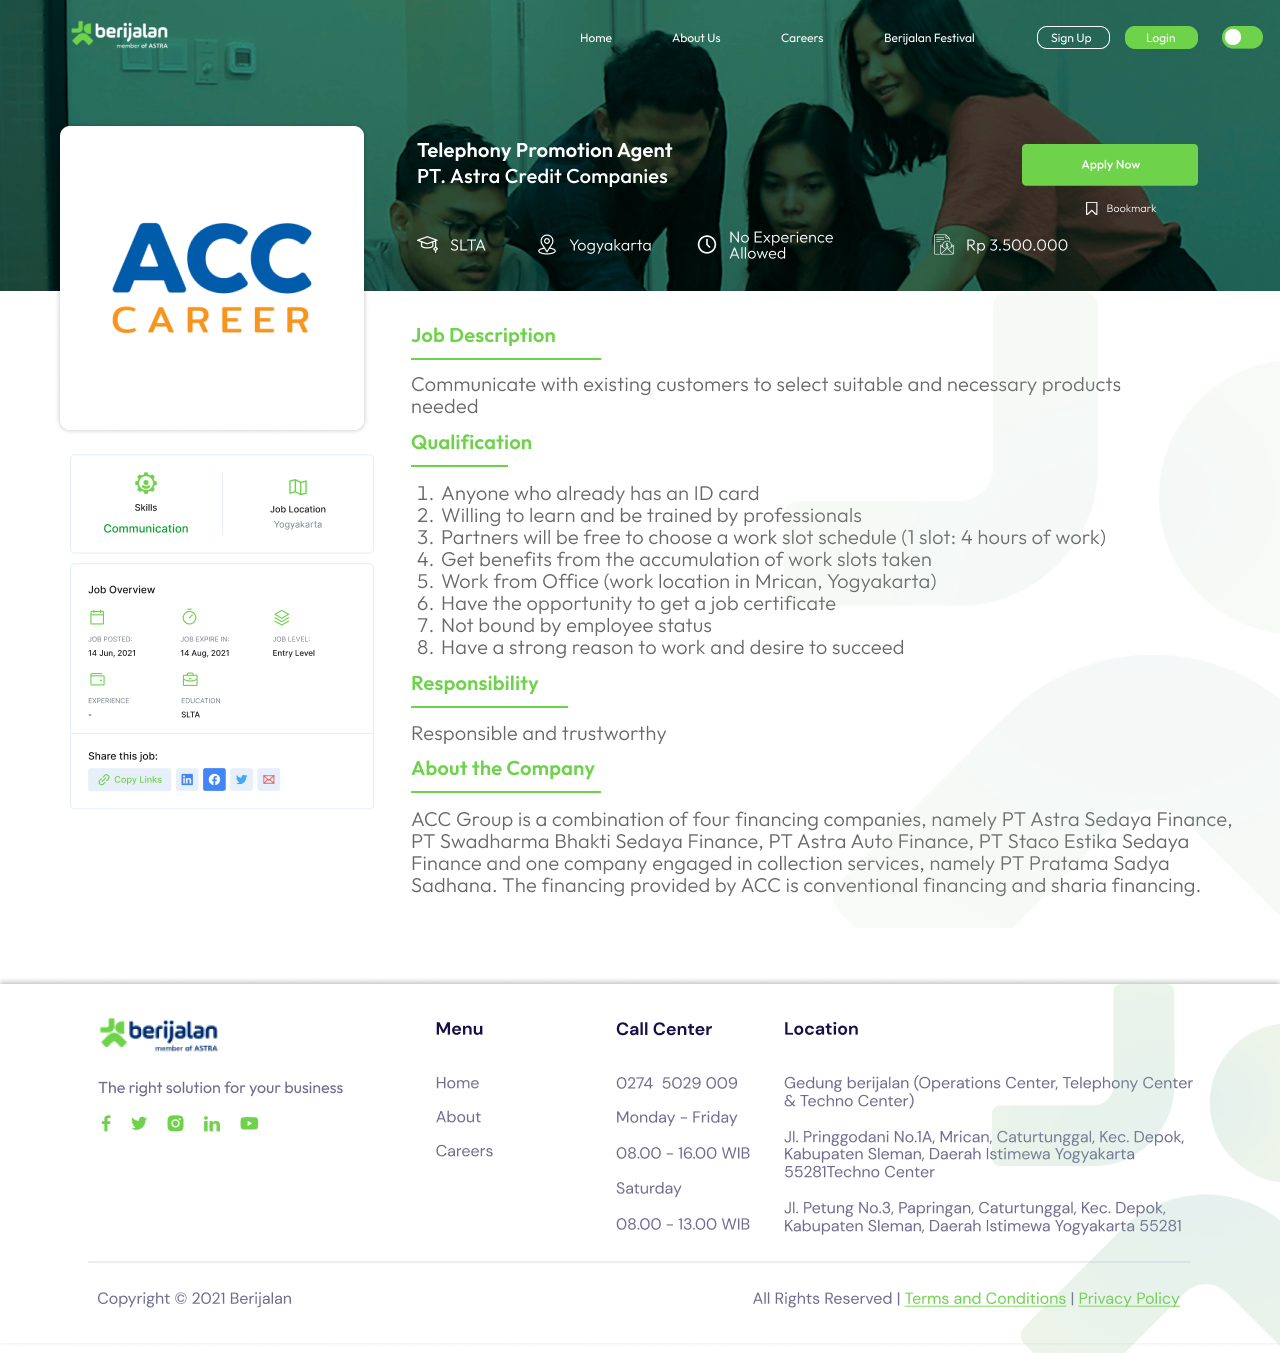 berijalan
member of ASTRA
Home
About Us
Careers
Berijalan Festival
Sign Up
Login
Telephony Promotion Agent
PT. Astra Credit Companies
Apply Now
Bookmark
SLTA
Yogyakarta
No Experience
Allowed
Rp 3.500.000
ACC
CAREER
Skills
Communication
Job Location
Yogyakarta
Job Overview
JOB POSTED:
14 Jun, 2021
JOB EXPIRE IN:
14 Aug, 2021
JOB LEVEL:
Entry Level
EXPERIENCE
-
EDUCATION
SLTA
Share this job:
Copy Links
Job Description
Communicate with existing customers to select suitable and necessary products
needed
Qualification
1. Anyone who already has an ID card
2. Willing to learn and be trained by professionals
3. Partners will be free to choose a work slot schedule (1 slot: 4 hours of work)
4. Get benefits from the accumulation of work slots taken
5. Work from Office (work location in Mrican, Yogyakarta)
6. Have the opportunity to get a job certificate
7. Not bound by employee status
8. Have a strong reason to work and desire to succeed
Responsibility
Responsible and trustworthy
About the Company
ACC Group is a combination of four financing companies, namely PT Astra Sedaya Finance,
PT Swadharma Bhakti Sedaya Finance, PT Astra Auto Finance, PT Staco Estika Sedaya
Finance and one company engaged in collection services, namely PT Pratama Sadya
Sadhana. The financing provided by ACC is conventional financing and sharia financing.
berijalan
member of ASTRA
The right solution for your business
Menu
Home
About
Careers
Call Center
0274 5029 009
Monday - Friday
08.00 - 16.00 WIB
Saturday
08.00 - 13.00 WIB
Location
Gedung berijalan (Operations Center, Telephony Center
& Techno Center)
Jl. Pringgodani No.1A, Mrican, Caturtunggal, Kec. Depok,
Kabupaten Sleman, Daerah Istimewa Yogyakarta
55281Techno Center
Jl. Petung No.3, Papringan, Caturtunggal, Kec. Depok,
Kabupaten Sleman, Daerah Istimewa Yogyakarta 55281
Copyright © 2021 Berijalan
All Rights Reserved | Terms and Conditions | Privacy Policy